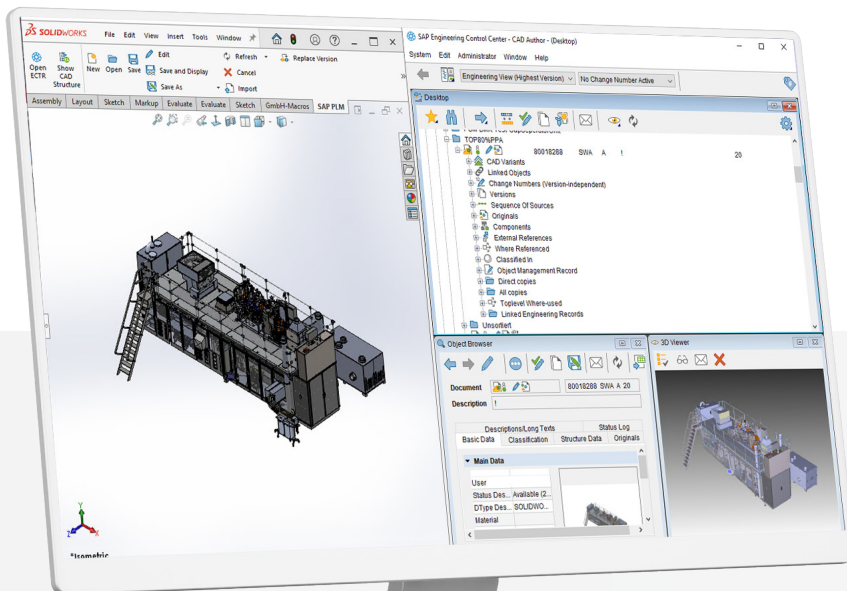 SOLIDWORKS File Edit View Insert Tools Window
Open ECTR
Show CAD Structure
New Open Save
Edit
Save and Display
Save As
Refresh
Cancel
Import
Replace Version
Assembly Layout Sketch Markup Evaluate Evaluate Sketch GmbH-Macros SAP PLM
*Isometric
SAP Engineering Control Center - CAD Author - (Desktop)
System Edit Administrator Window Help
Engineering View (Highest Version) No Change Number Active
Desktop
TOP80%PPA
80018288 SWA A ! 20
CAD Variants
Linked Objects
Change Numbers (Version-independent)
Versions
Sequence Of Sources
Originals
Components
External References
Where Referenced
Classified In
Object Management Record
Direct copies
All copies
Toplevel Where-used
Linked Engineering Records
Unsortiert
Object Browser
Document 80018288 SWA A 20
Description !
Descriptions/Long Texts Status Log
Basic Data Classification Structure Data Originals
Main Data
User
Status Des... Available (2...
DType Des... SOLIDWO...
Material
3D Viewer
Y
Z
X